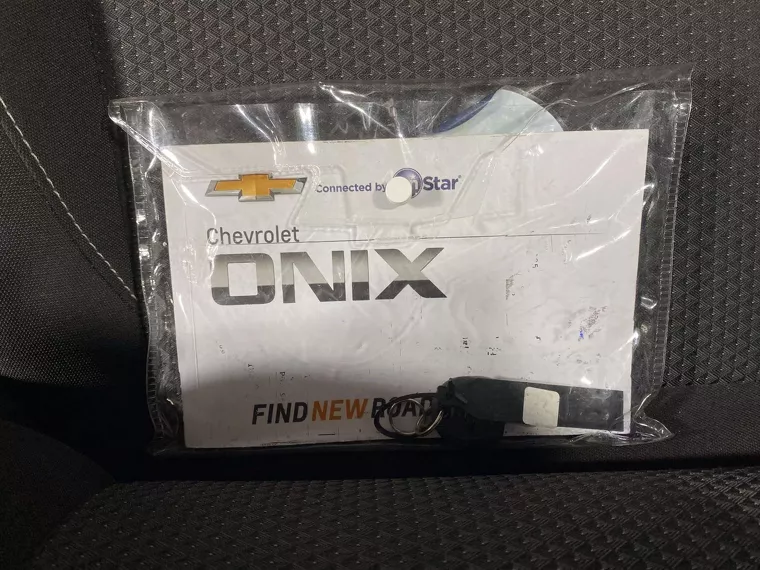 Connected by Star®
Chevrolet
ONIX
FIND NEW ROAD